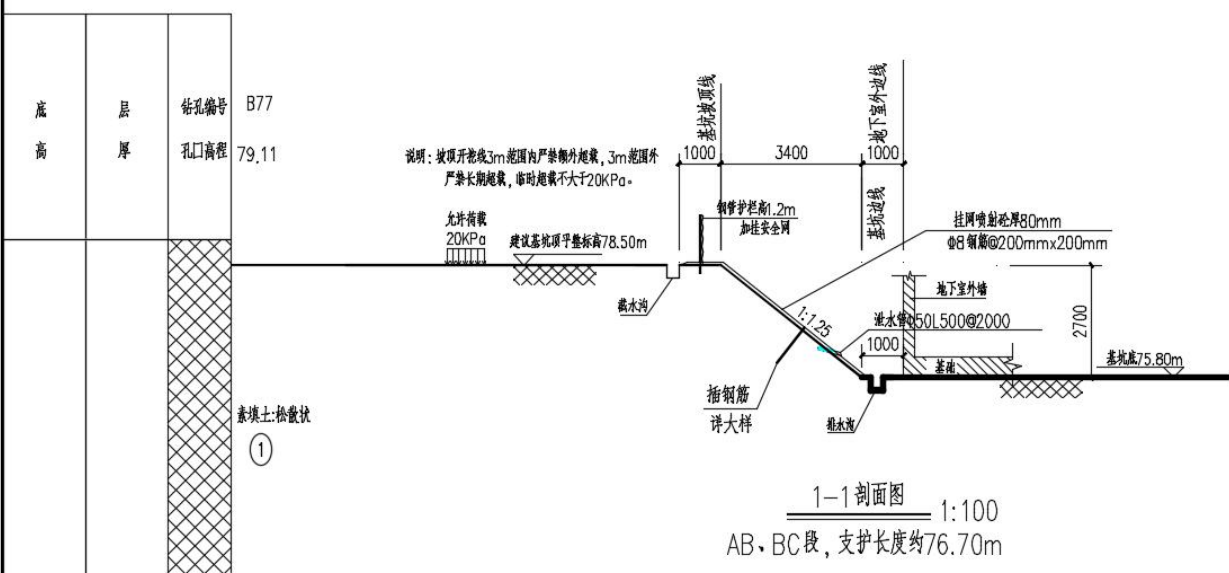 底 层 钻孔编号 B77
高 厚 孔口高程 79.11
说明：坡顶开挖线3m范围内严禁额外超载，3m范围外
严禁长期超载，临时超载不大于20KPa。
基坑坡顶线
地下室外边线
1000 3400 1000
基坑边线
允许荷载
20KPa
建议基坑顶平整标高78.50m
钢管护栏高1.2m
加挂安全网
挂网喷射砼厚80mm
Φ8钢筋@200mmx200mm
截水沟
1:1.25
地下室外墙
泄水管Φ50L500@2000
1000
2700
基础
基坑底75.80m
插钢筋
详大样
排水沟
素填土:松散状
1
1-1剖面图 1:100
AB、BC段，支护长度约76.70m